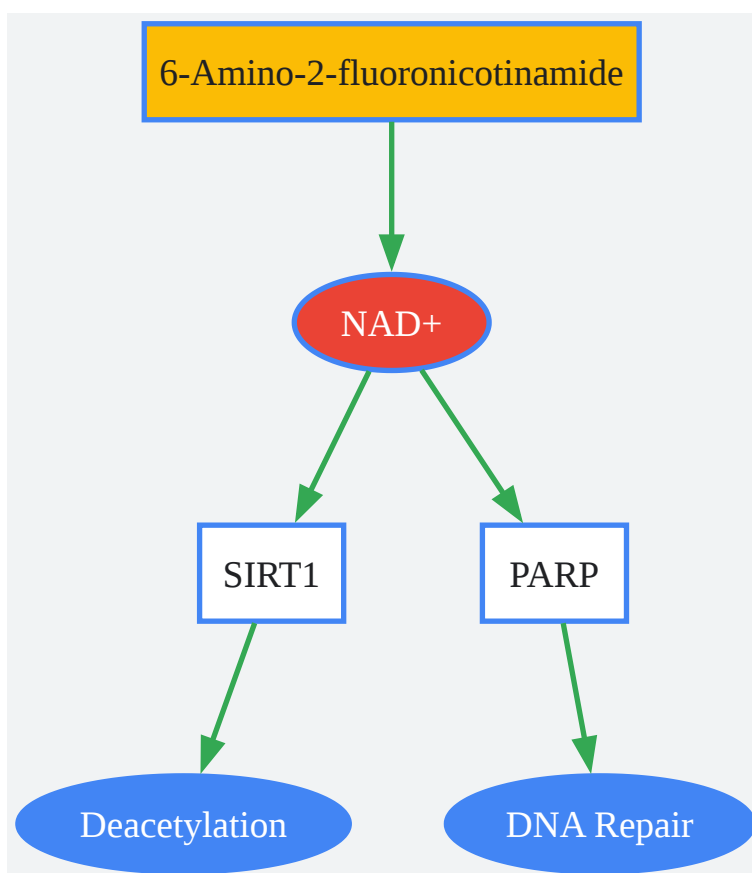 6-Amino-2-fluoronicotinamide
NAD+
SIRT1
PARP
Deacetylation
DNA Repair